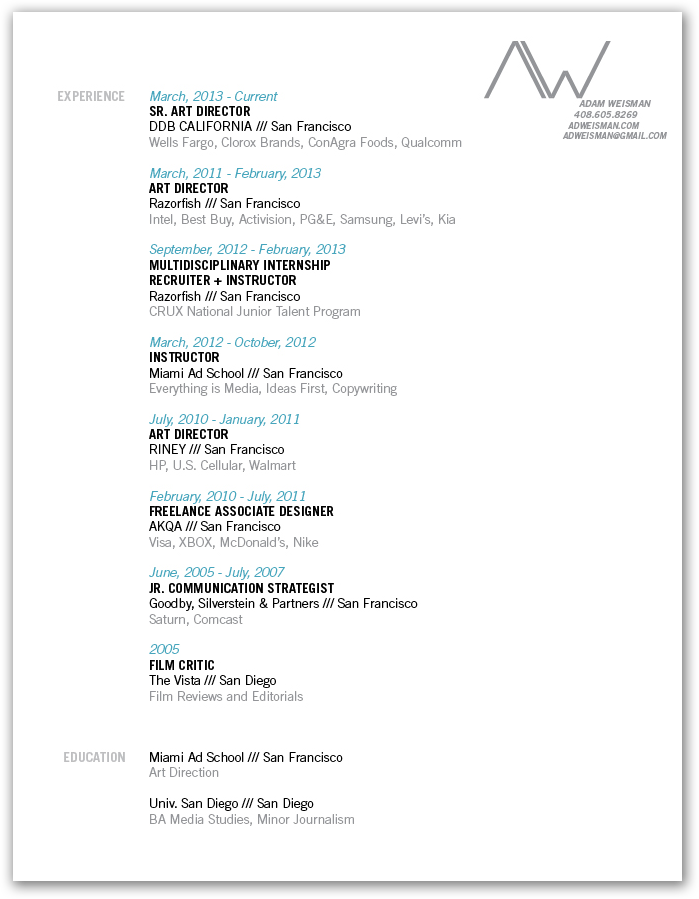 AW
ADAM WEISMAN
408.605.8269
ADWEISMAN.COM
ADWEISMAN@GMAIL.COM
EXPERIENCE
March, 2013 - Current
SR. ART DIRECTOR
DDB CALIFORNIA /// San Francisco
Wells Fargo, Clorox Brands, ConAgra Foods, Qualcomm
March, 2011 - February, 2013
ART DIRECTOR
Razorfish /// San Francisco
Intel, Best Buy, Activision, PG&E, Samsung, Levi's, Kia
September, 2012 - February, 2013
MULTIDISCIPLINARY INTERNSHIP
RECRUITER + INSTRUCTOR
Razorfish /// San Francisco
CRUX National Junior Talent Program
March, 2012 - October, 2012
INSTRUCTOR
Miami Ad School /// San Francisco
Everything is Media, Ideas First, Copywriting
July, 2010 - January, 2011
ART DIRECTOR
RINEY /// San Francisco
HP, U.S. Cellular, Walmart
February, 2010 - July, 2011
FREELANCE ASSOCIATE DESIGNER
AKQA /// San Francisco
Visa, XBOX, McDonald's, Nike
June, 2005 - July, 2007
JR. COMMUNICATION STRATEGIST
Goodby, Silverstein & Partners /// San Francisco
Saturn, Comcast
2005
FILM CRITIC
The Vista /// San Diego
Film Reviews and Editorials
EDUCATION
Miami Ad School /// San Francisco
Art Direction
Univ. San Diego /// San Diego
BA Media Studies, Minor Journalism